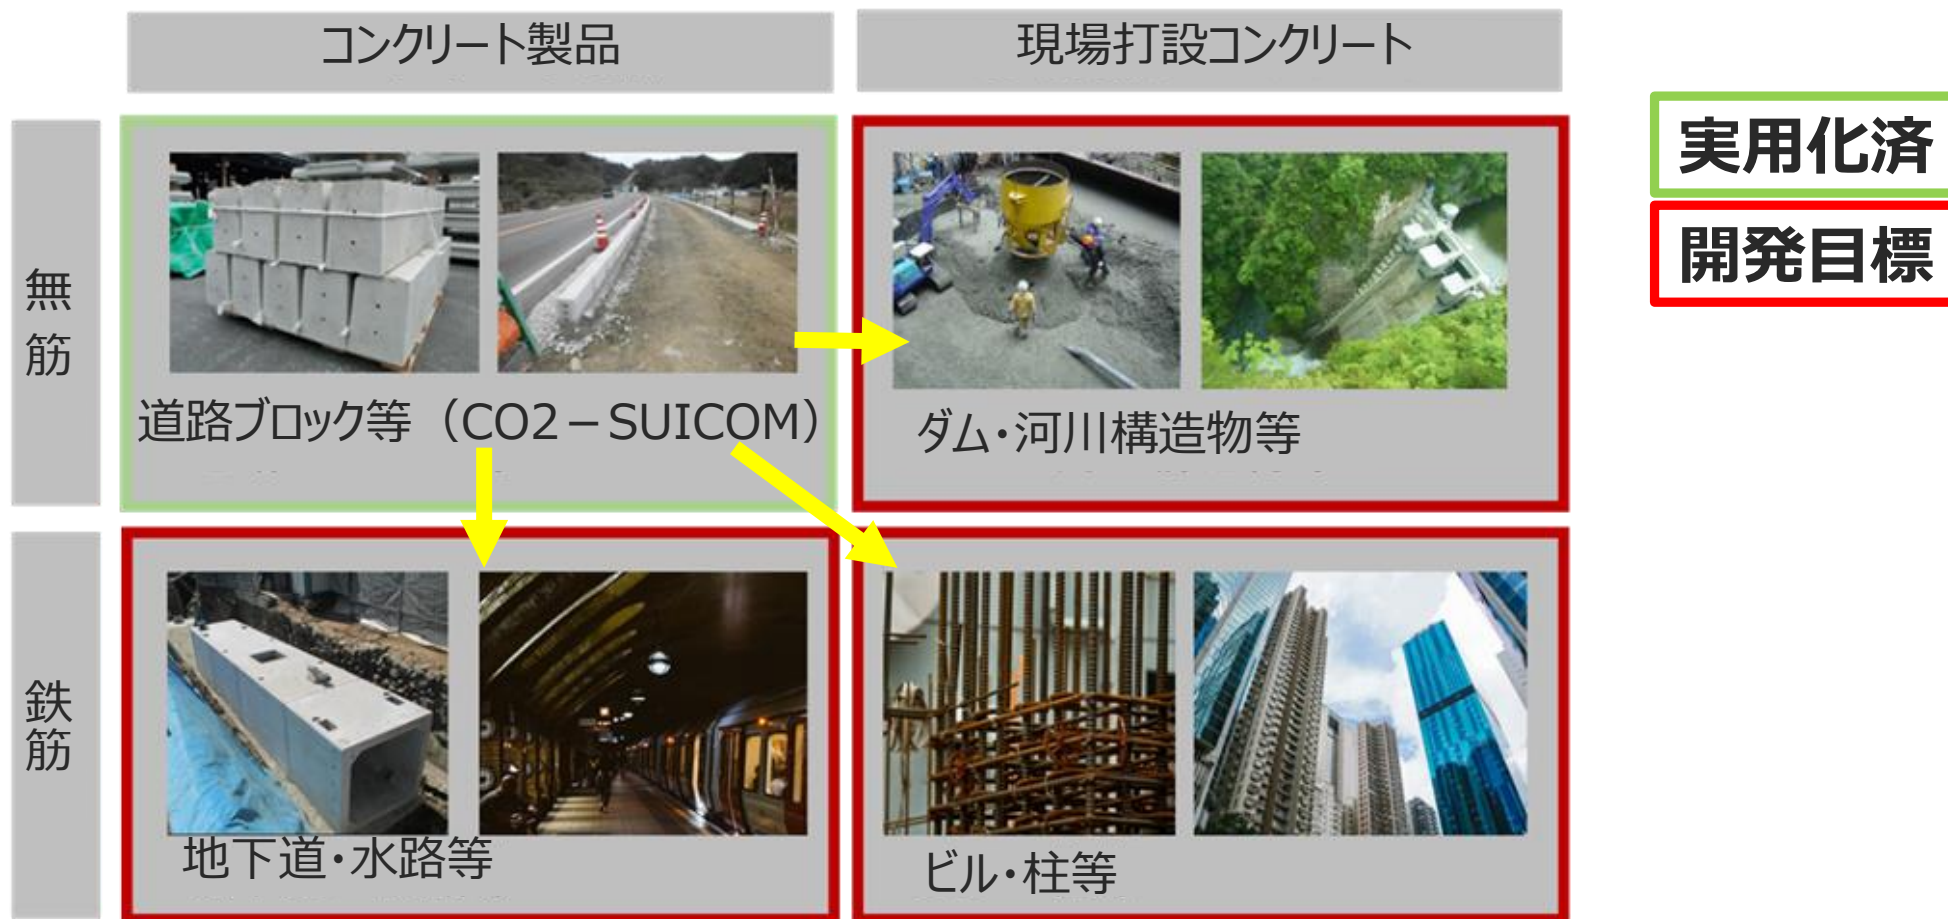 コンクリート製品
現場打設コンクリート
実用化済
開発目標
無筋
道路ブロック等（CO2－SUICOM）
ダム・河川構造物等
鉄筋
地下道・水路等
ビル・柱等